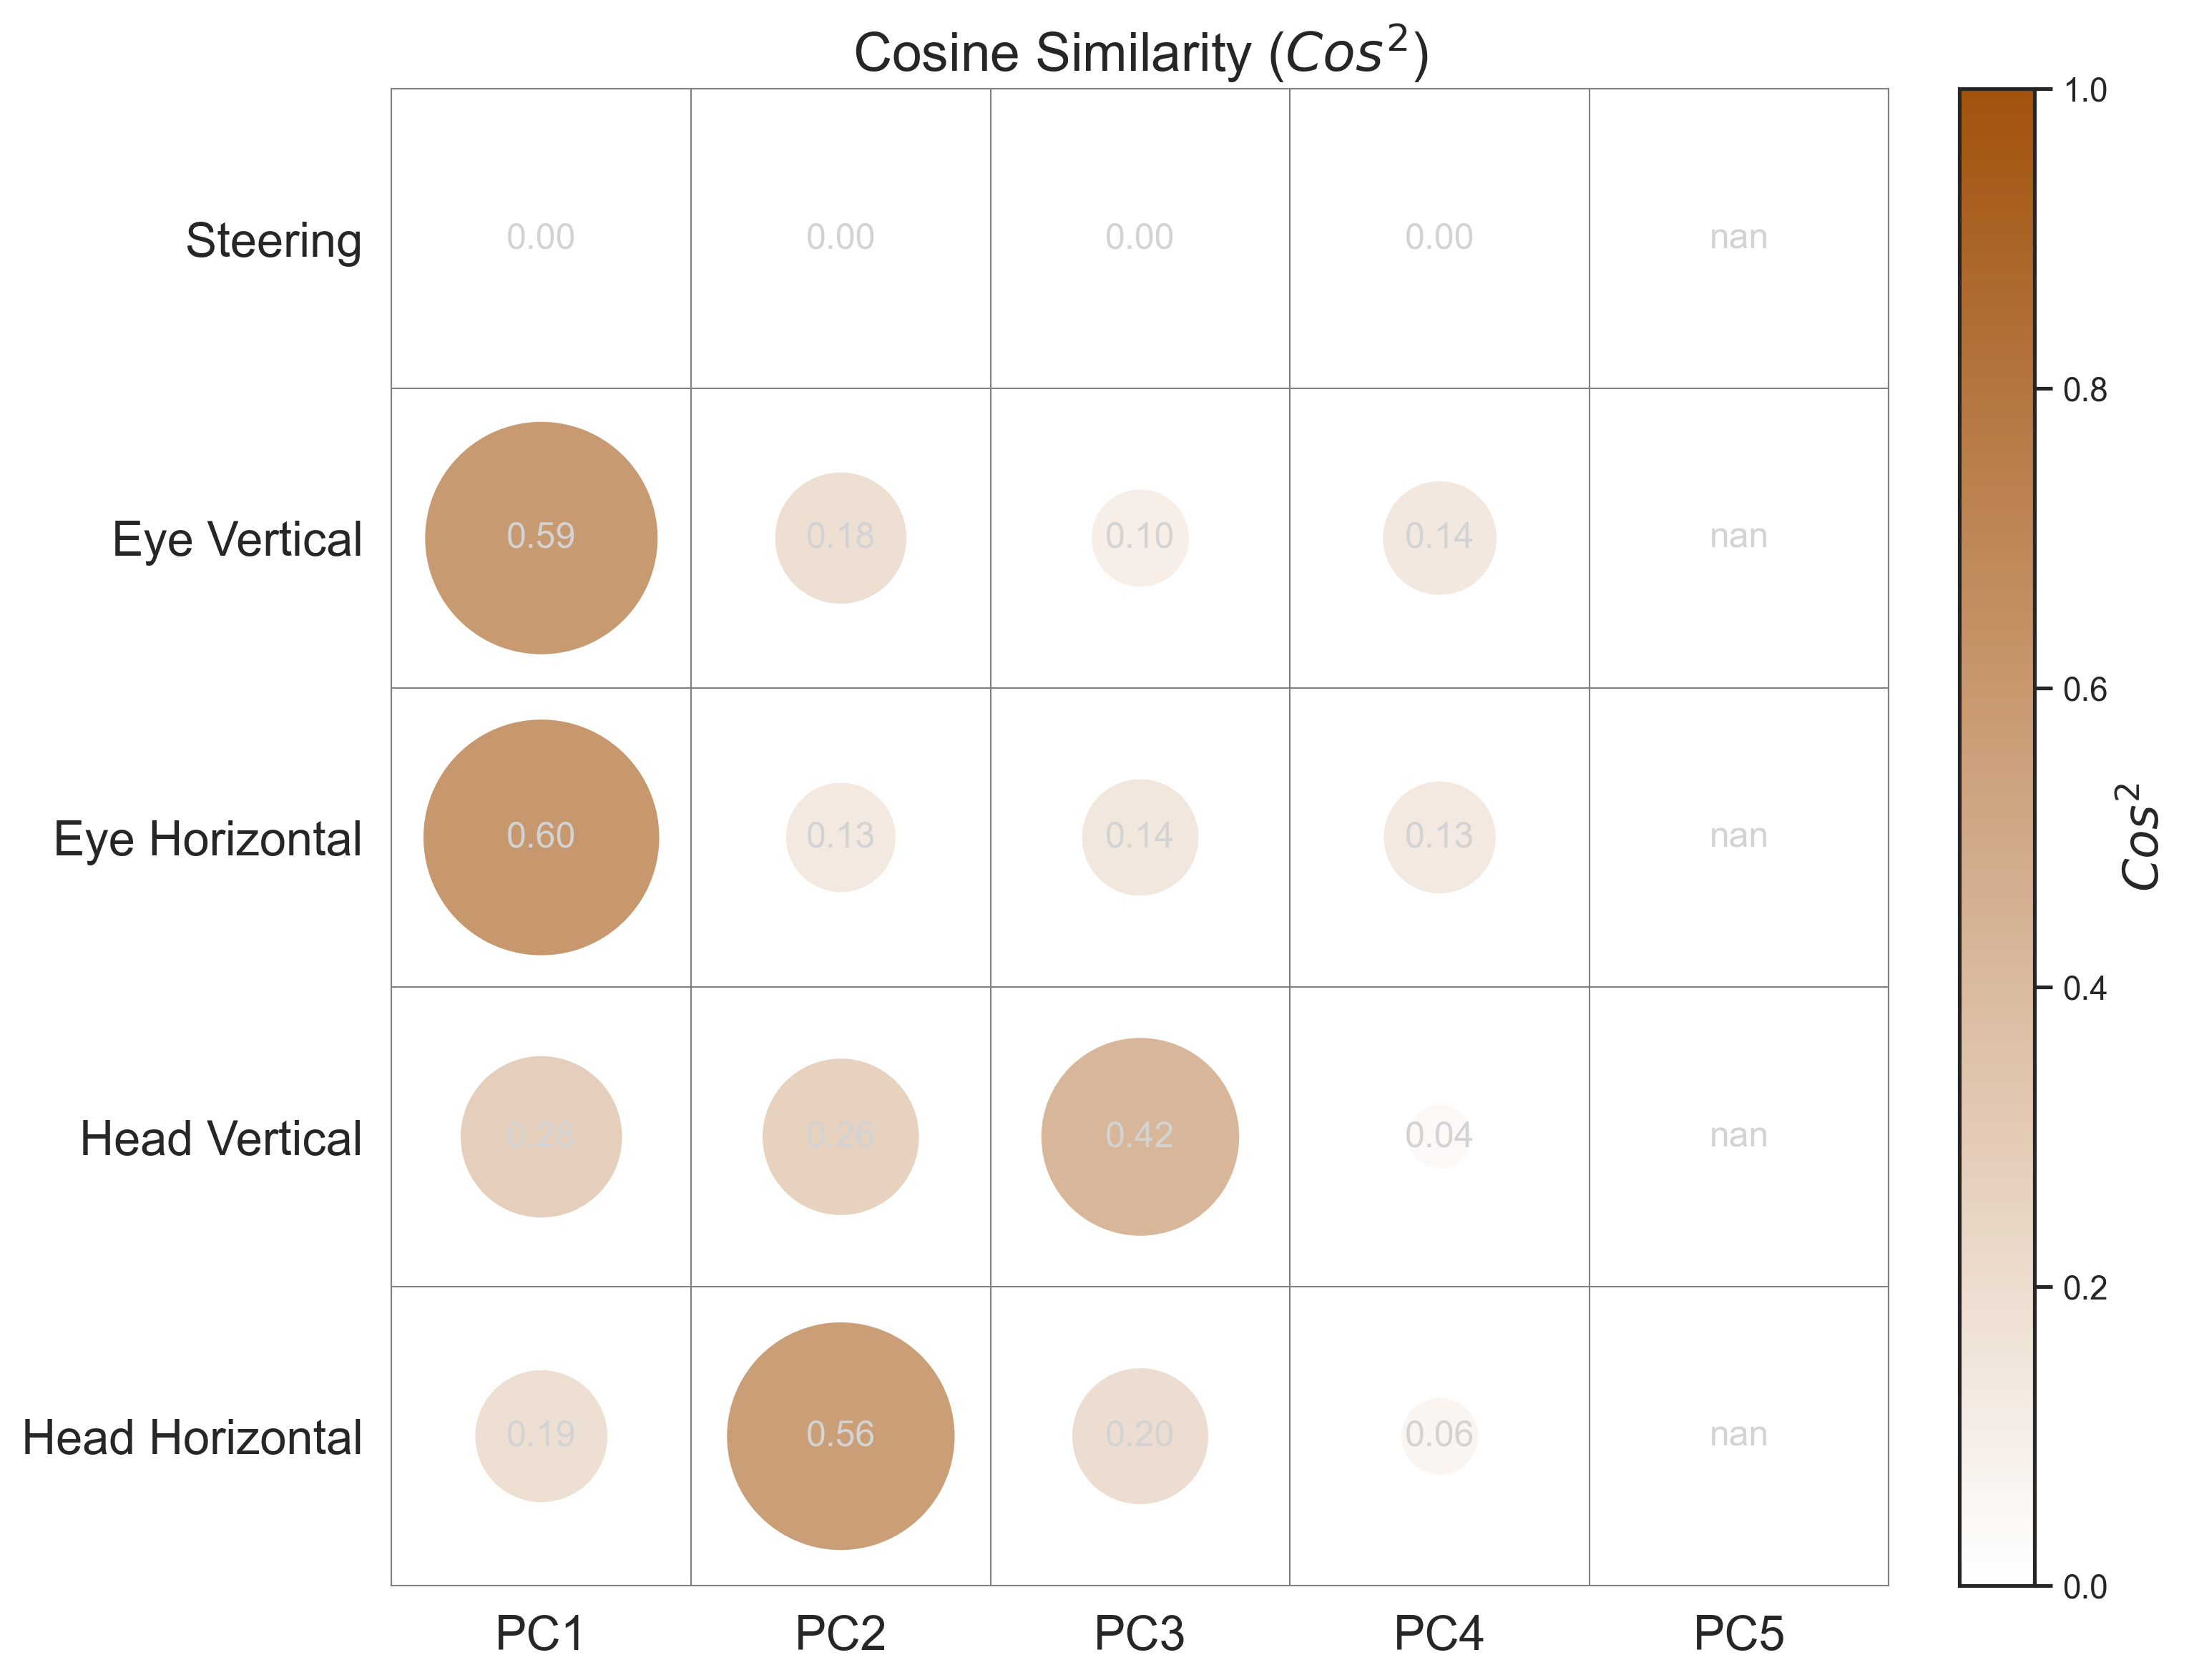 Cosine Similarity (Cos²)
Steering 0.00 0.00 0.00 0.00 nan
Eye Vertical 0.59 0.18 0.10 0.14 nan
Eye Horizontal 0.60 0.13 0.14 0.13 nan
Head Vertical 0.28 0.26 0.42 0.04 nan
Head Horizontal 0.19 0.56 0.20 0.06 nan
PC1 PC2 PC3 PC4 PC5
1.0
0.8
0.6
0.4
0.2
0.0
Cos²